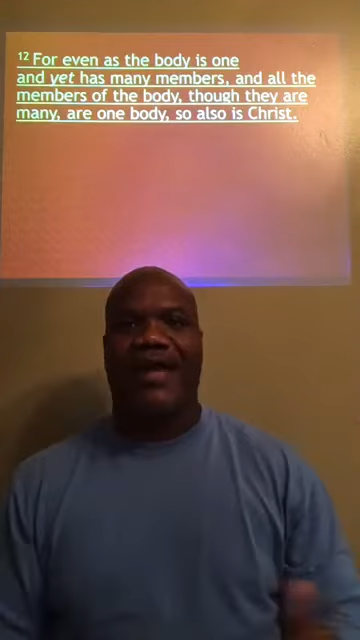 12 For even as the body is one
and yet has many members, and all the
members of the body, though they are
many, are one body, so also is Christ.